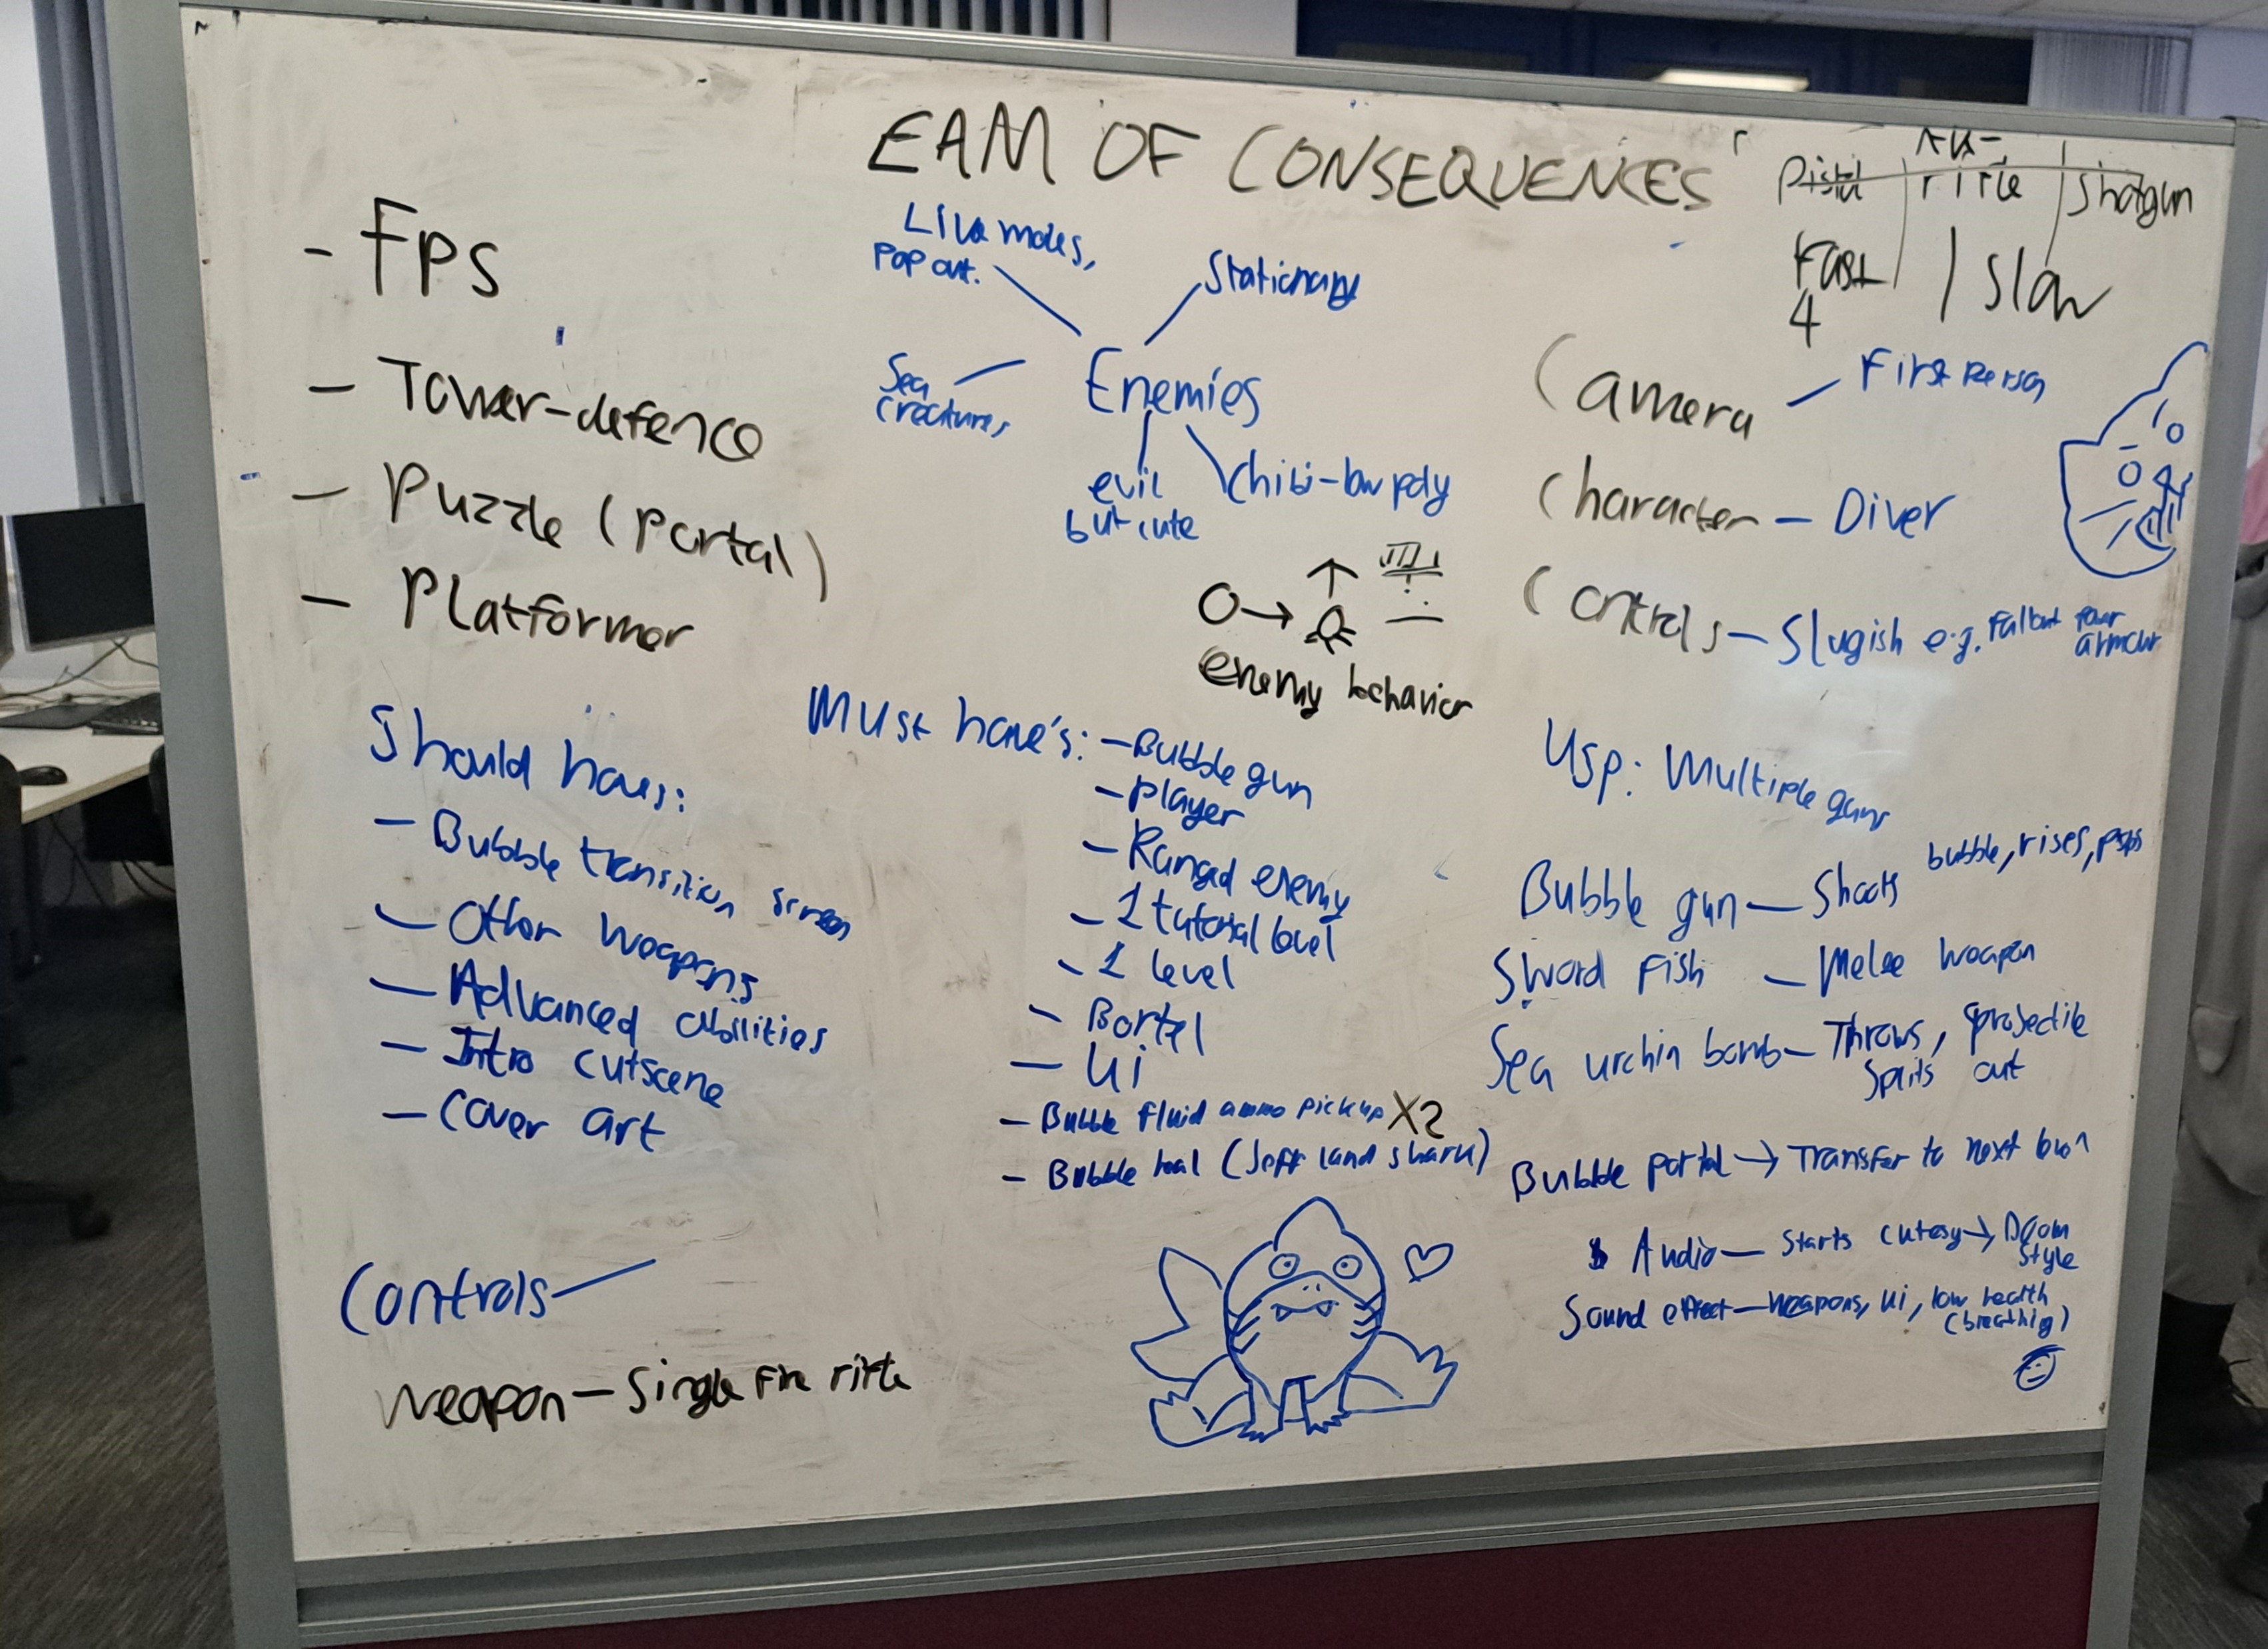 EAM OF CONSEQUENCES
- FPS
- Tower-defence
- Puzzle (Portal)
- Platformer
Like moles,
Pop out.
Stationary
Sea
creatures
Enemies
evil
but cute
Chibi-low poly
enemy behavior
Pistol | rifle | Shotgun
Fast | Slow
4
Camera - First Person
Character - Diver
Controls - Slugish e.g. Fallout Power
armour
Should haves:
- Bubble transition screen
- Other weapons
- Advanced abilities
- Intro cutscene
- Cover art
Must have's: - Bubble gun
- Player
- Ranged enemy
- 1 tutorial level
- 1 level
- Ui
- Bubble fluid ammo pickup X2
- Bubble heal (Jeff land shark)
Usp: Multiple guns
Bubble gun - Shoots bubble, rises, pops
Sword Fish - Melee weapon
Sea urchin bomb - Throws, projectile
Splits out
Bubble portal → Transfer to next level
Audio - Starts cutesy → Doom
Style
Sound effect - Weapons, ui, low health
(breathing)
Controls -
Weapon - Single Fire rifle